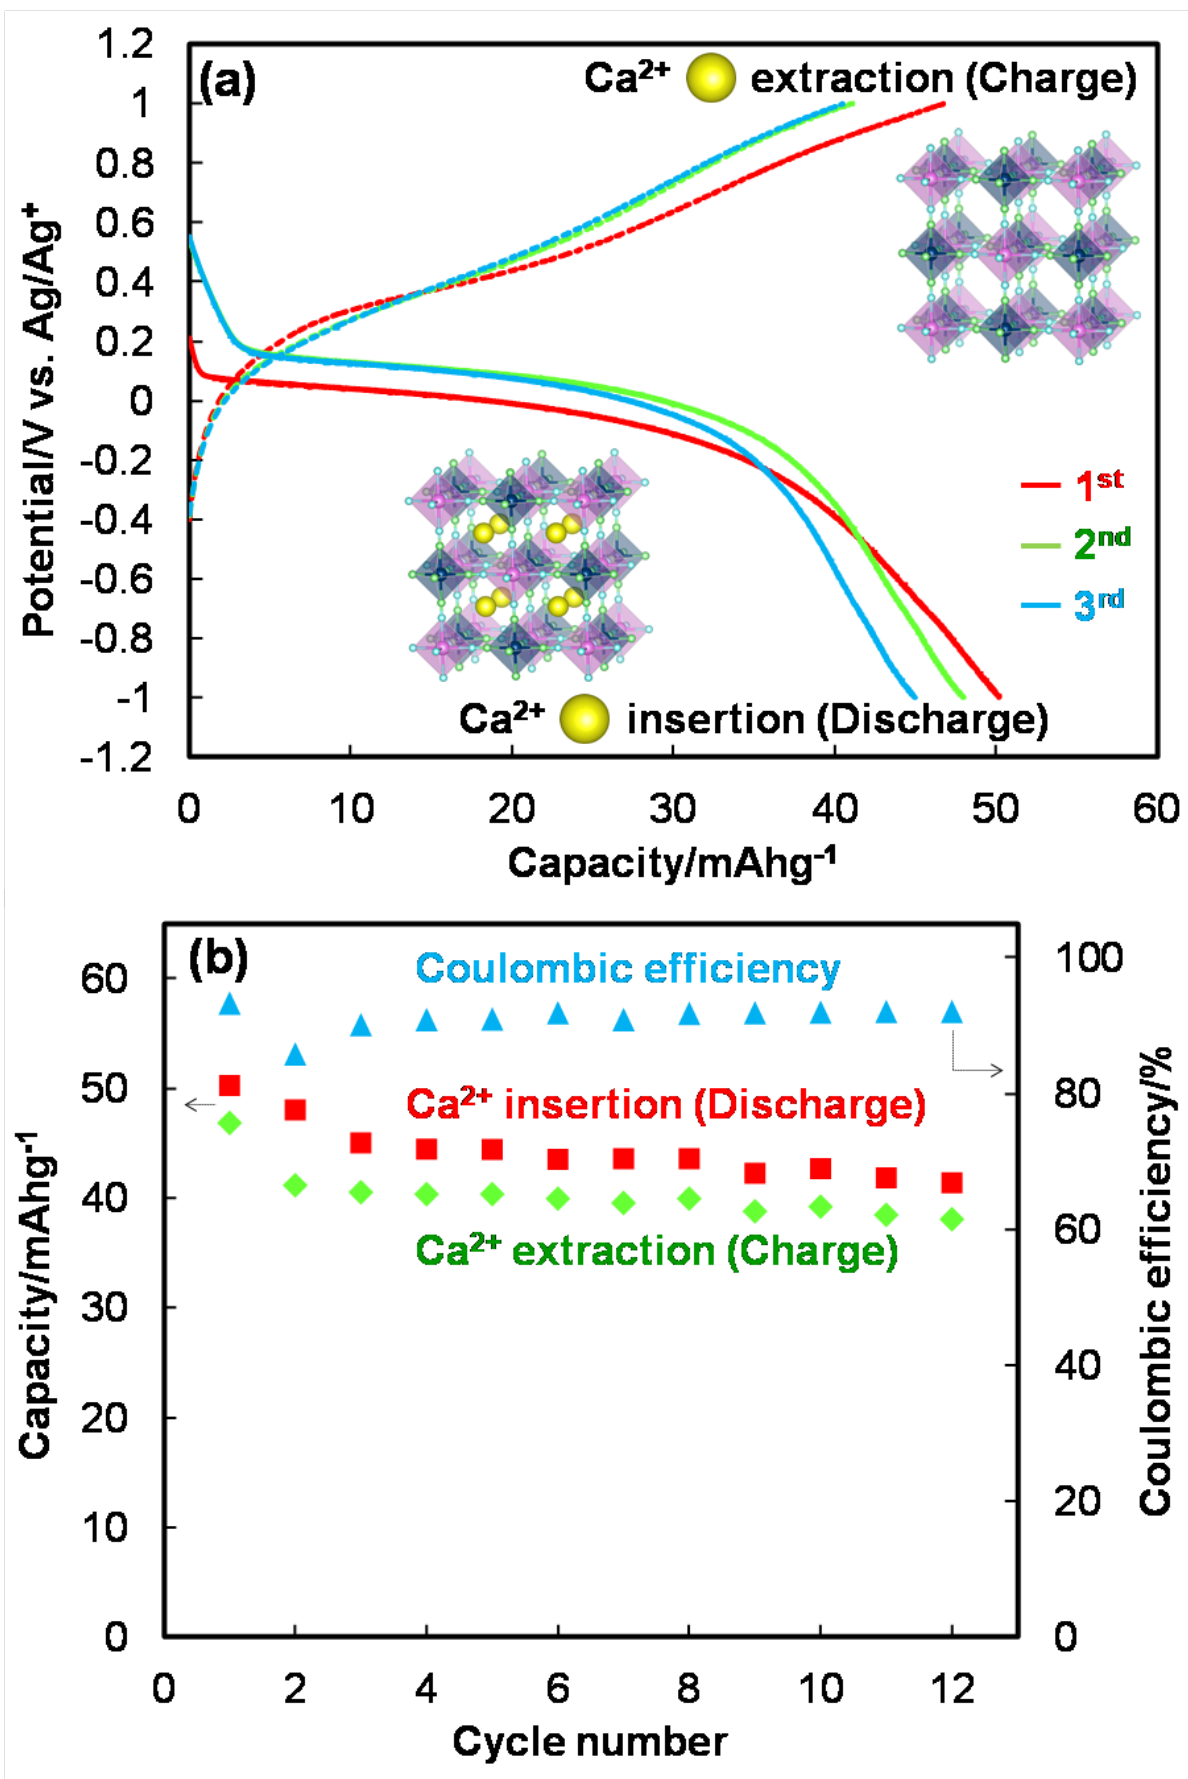 1.2
(a)
Ca²⁺ extraction (Charge)
1
0.8
0.6
0.4
0.2
0
-0.2
-0.4
-0.6
-0.8
-1
-1.2
Potential/V vs. Ag/Ag⁺
1st
2nd
3rd
Ca²⁺ insertion (Discharge)
0 10 20 30 40 50 60
Capacity/mAhg⁻¹
(b)
Coulombic efficiency
Ca²⁺ insertion (Discharge)
Ca²⁺ extraction (Charge)
60
50
40
30
20
10
0
Capacity/mAhg⁻¹
100
80
60
40
20
0
Coulombic efficiency/%
0 2 4 6 8 10 12
Cycle number